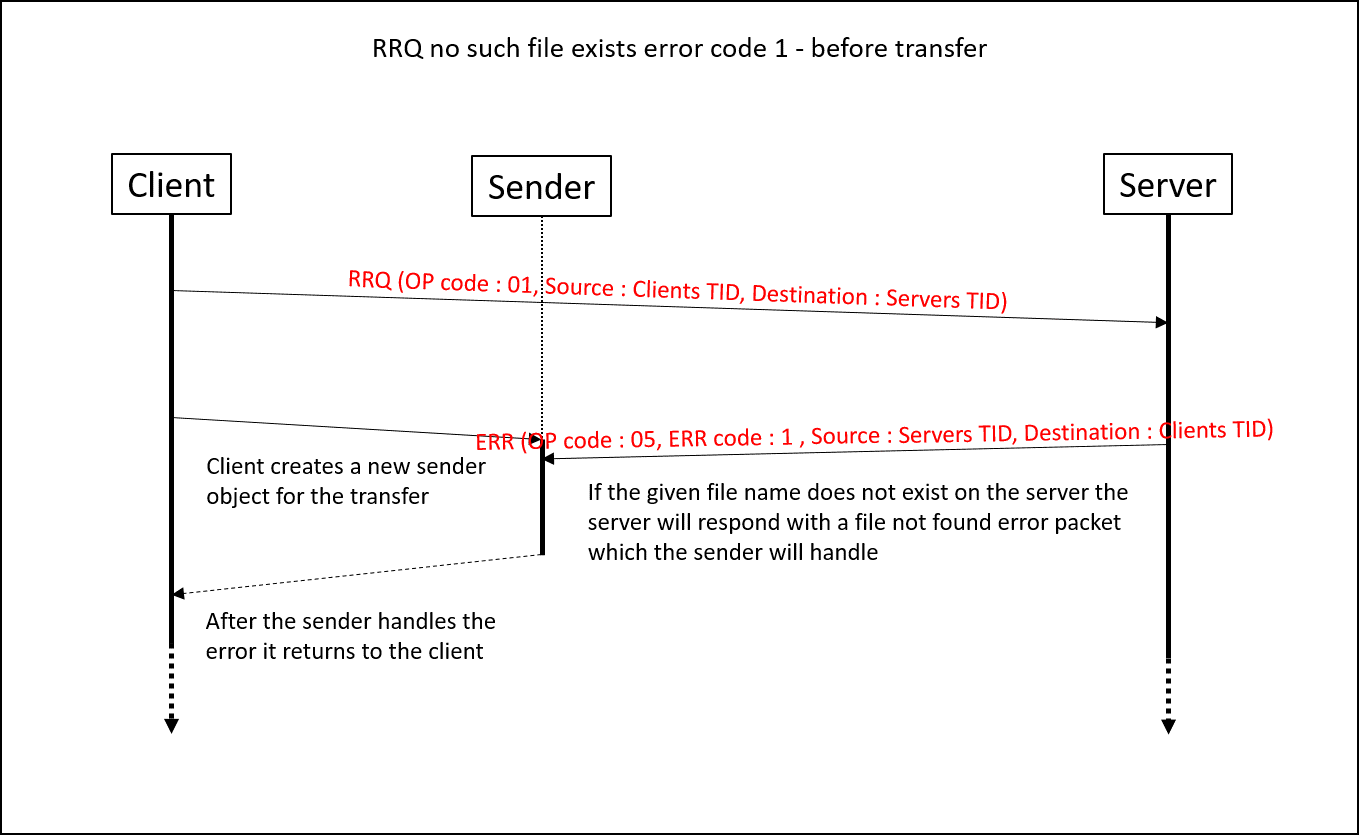 RRQ no such file exists error code 1 - before transfer
Client
Sender
Server
RRQ (OP code : 01, Source : Clients TID, Destination : Servers TID)
ERR (OP code : 05, ERR code : 1 , Source : Servers TID, Destination : Clients TID)
Client creates a new sender
object for the transfer
If the given file name does not exist on the server the
server will respond with a file not found error packet
which the sender will handle
After the sender handles the
error it returns to the client